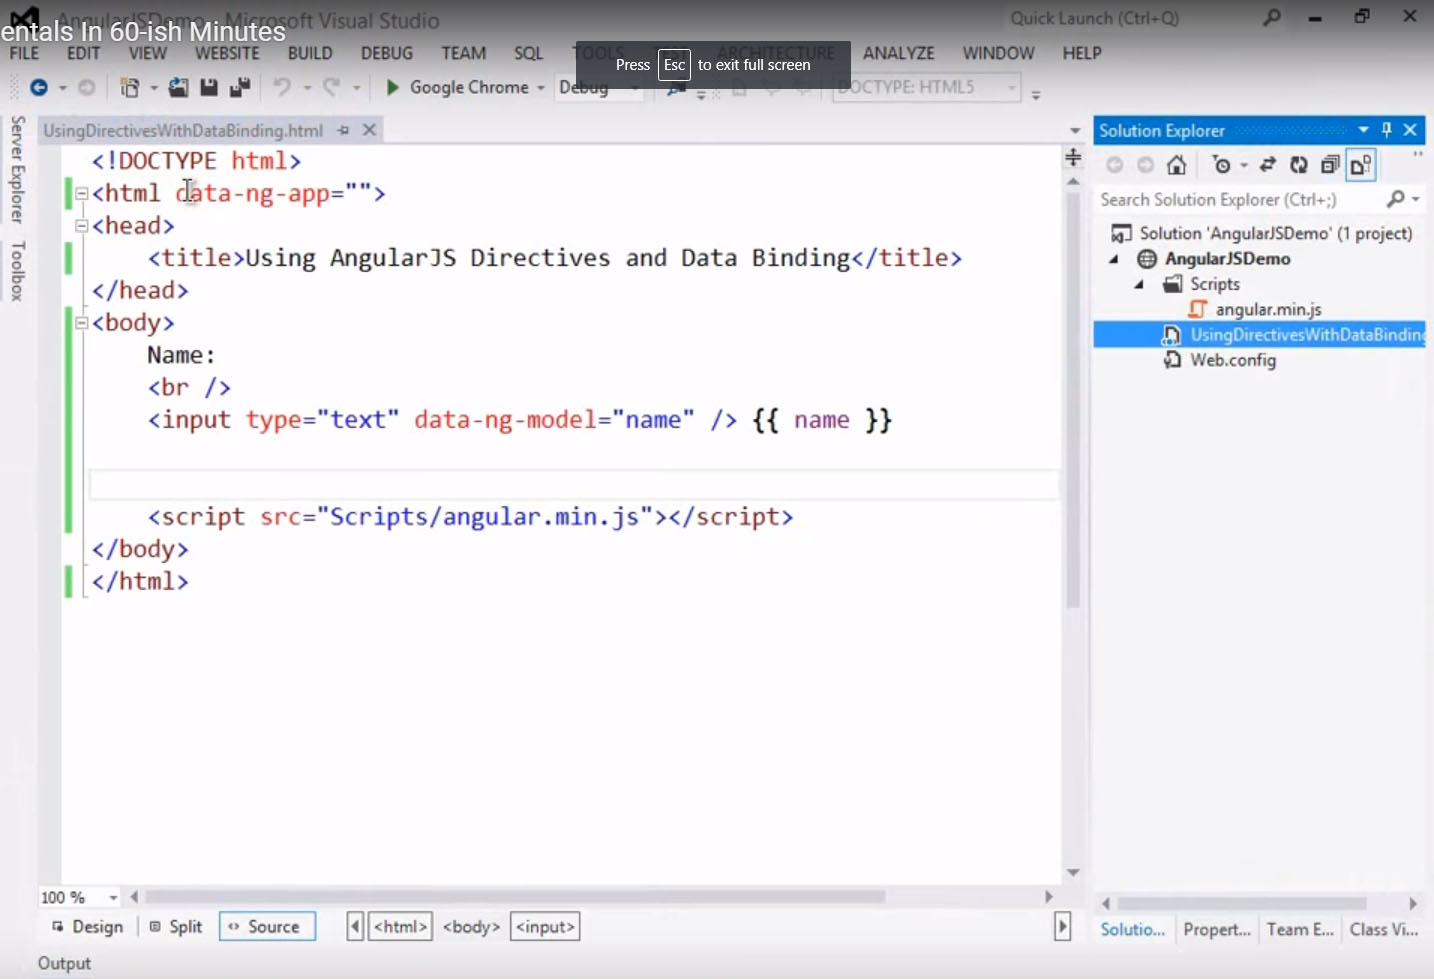 AngularJSDemo - Microsoft Visual Studio
Quick Launch (Ctrl+Q)
entals In 60-ish Minutes
FILE EDIT VIEW WEBSITE BUILD DEBUG TEAM SQL TOOLS TEST ARCHITECTURE ANALYZE WINDOW HELP
Press Esc to exit full screen
Google Chrome
Debug
DOCTYPE: HTML5
Server Explorer
Toolbox
UsingDirectivesWithDataBinding.html
<!DOCTYPE html>
<html data-ng-app="">
<head>
<title>Using AngularJS Directives and Data Binding</title>
</head>
<body>
Name:
<br />
<input type="text" data-ng-model="name" /> {{ name }}
<script src="Scripts/angular.min.js"></script>
</body>
</html>
Solution Explorer
Search Solution Explorer (Ctrl+;)
Solution 'AngularJSDemo' (1 project)
AngularJSDemo
Scripts
angular.min.js
UsingDirectivesWithDataBinding
Web.config
100 %
Design Split Source <html> <body> <input>
Solutio... Propert... Team E... Class Vi...
Output